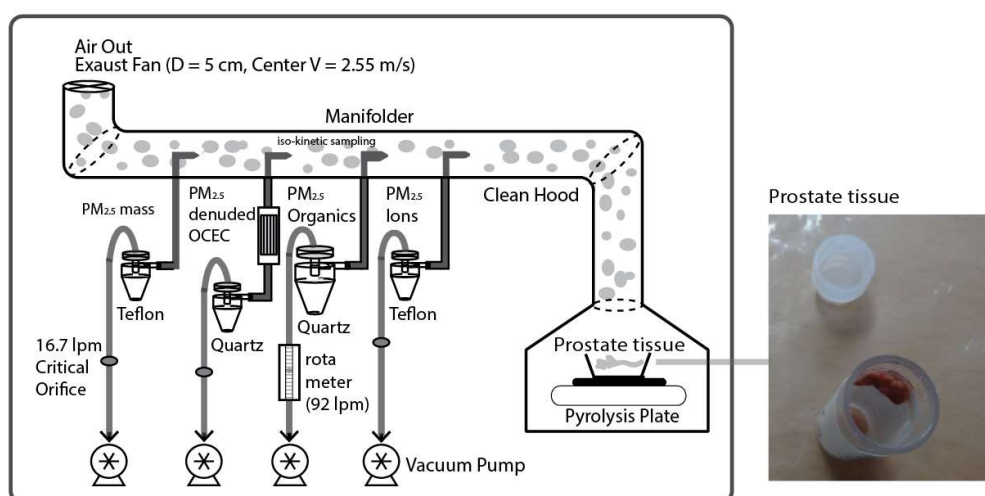 Air Out
Exaust Fan (D = 5 cm, Center V = 2.55 m/s)
Manifolder
iso-kinetic sampling
Clean Hood
PM2.5 mass
PM2.5
denuded
OCEC
PM2.5
Organics
PM2.5
Ions
Teflon
Quartz
Quartz
Teflon
16.7 lpm
Critical
Orifice
rota
meter
(92 lpm)
Vacuum Pump
Prostate tissue
Pyrolysis Plate
Prostate tissue